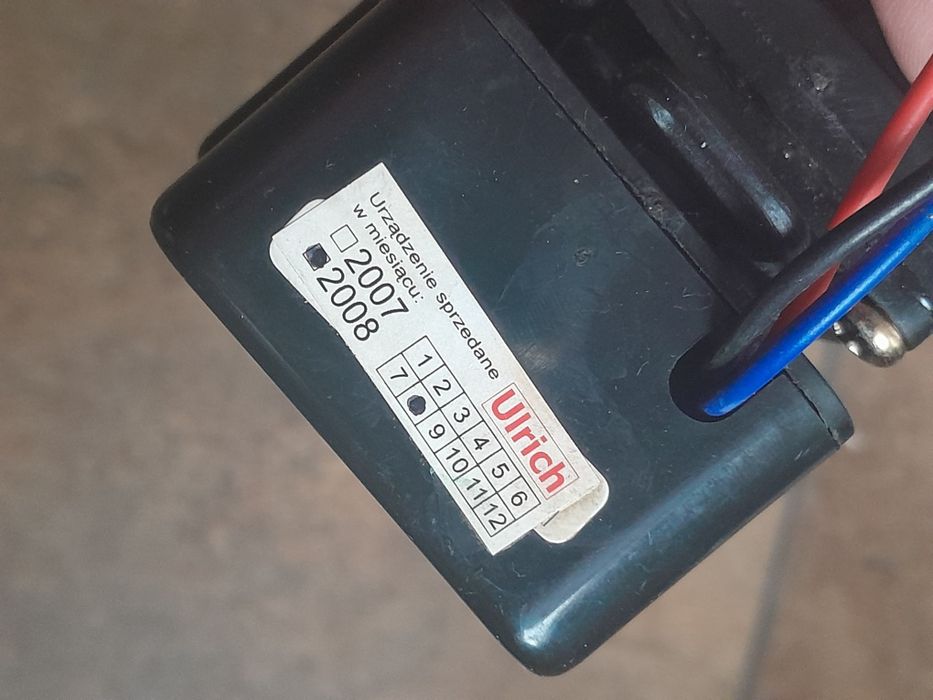 Urządzenie sprzedane
w miesiącu:
2007
2008
Ulrich
1 2 3 4 5 6
7 9 10 11 12